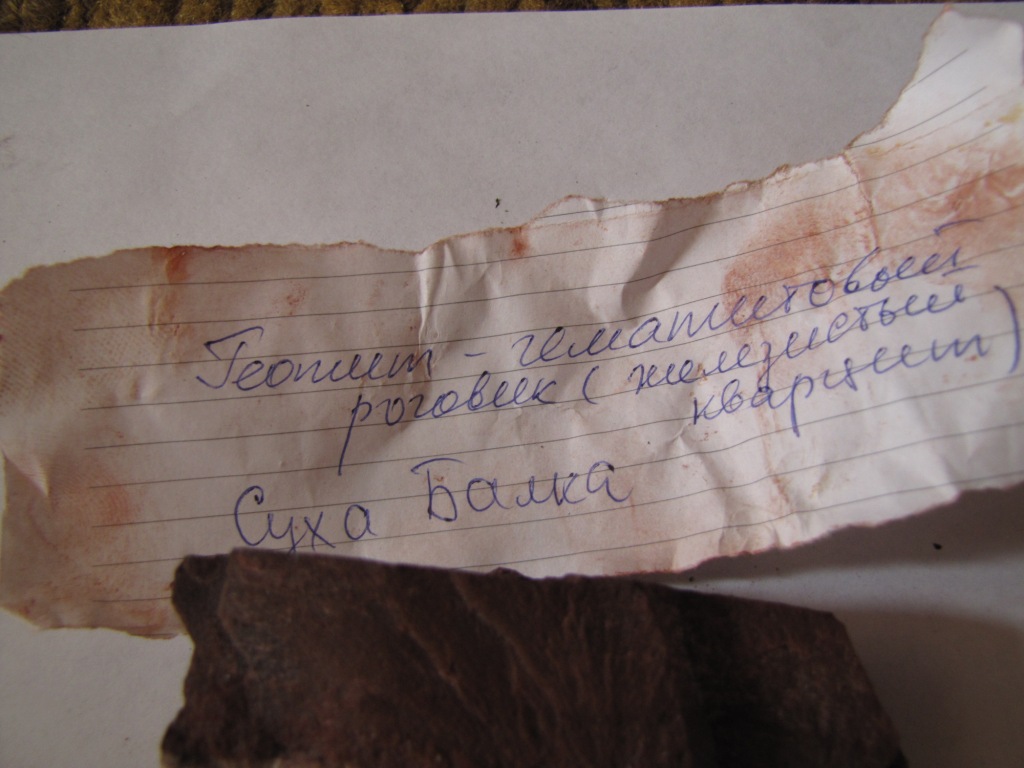 Геотит - гематитовый
роговик (железистый
кварцит)
Суха Балка